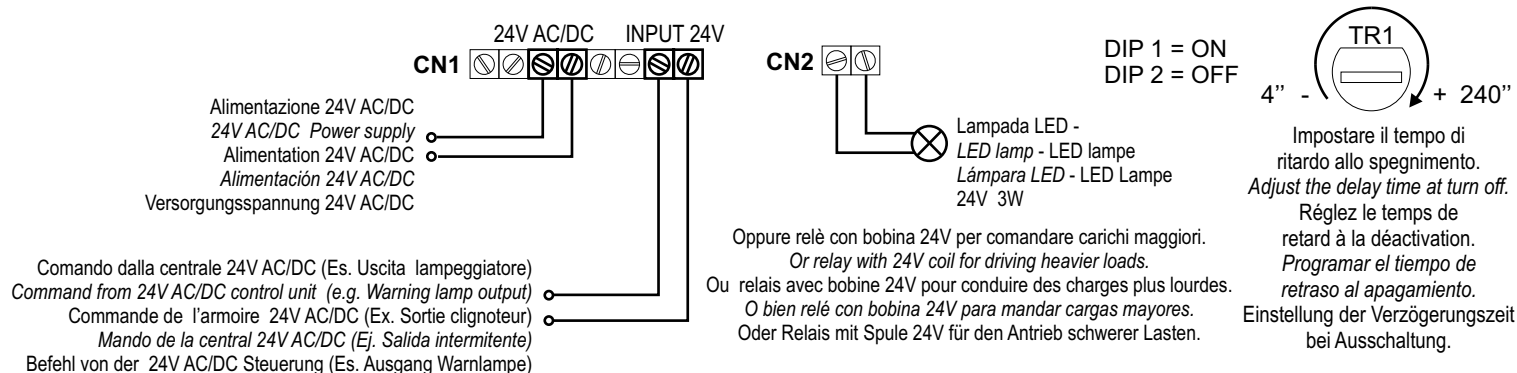 24V AC/DC
INPUT 24V
CN1
Alimentazione 24V AC/DC
24V AC/DC Power supply
Alimentation 24V AC/DC
Alimentación 24V AC/DC
Versorgungsspannung 24V AC/DC
Comando dalla centrale 24V AC/DC (Es. Uscita lampeggiatore)
Command from 24V AC/DC control unit (e.g. Warning lamp output)
Commande de l’armoire 24V AC/DC (Ex. Sortie clignoteur)
Mando de la central 24V AC/DC (Ej. Salida intermitente)
Befehl von der 24V AC/DC Steuerung (Es. Ausgang Warnlampe)
CN2
Lampada LED -
LED lamp - LED lampe
Lámpara LED - LED Lampe
24V 3W
Oppure relè con bobina 24V per comandare carichi maggiori.
Or relay with 24V coil for driving heavier loads.
Ou relais avec bobine 24V pour conduire des charges plus lourdes.
O bien relé con bobina 24V para mandar cargas mayores.
Oder Relais mit Spule 24V für den Antrieb schwerer Lasten.
DIP 1 = ON
DIP 2 = OFF
TR1
4’’ - + 240’’
Impostare il tempo di
ritardo allo spegnimento.
Adjust the delay time at turn off.
Réglez le temps de
retard à la déactivation.
Programar el tiempo de
retraso al apagamiento.
Einstellung der Verzögerungszeit
bei Ausschaltung.